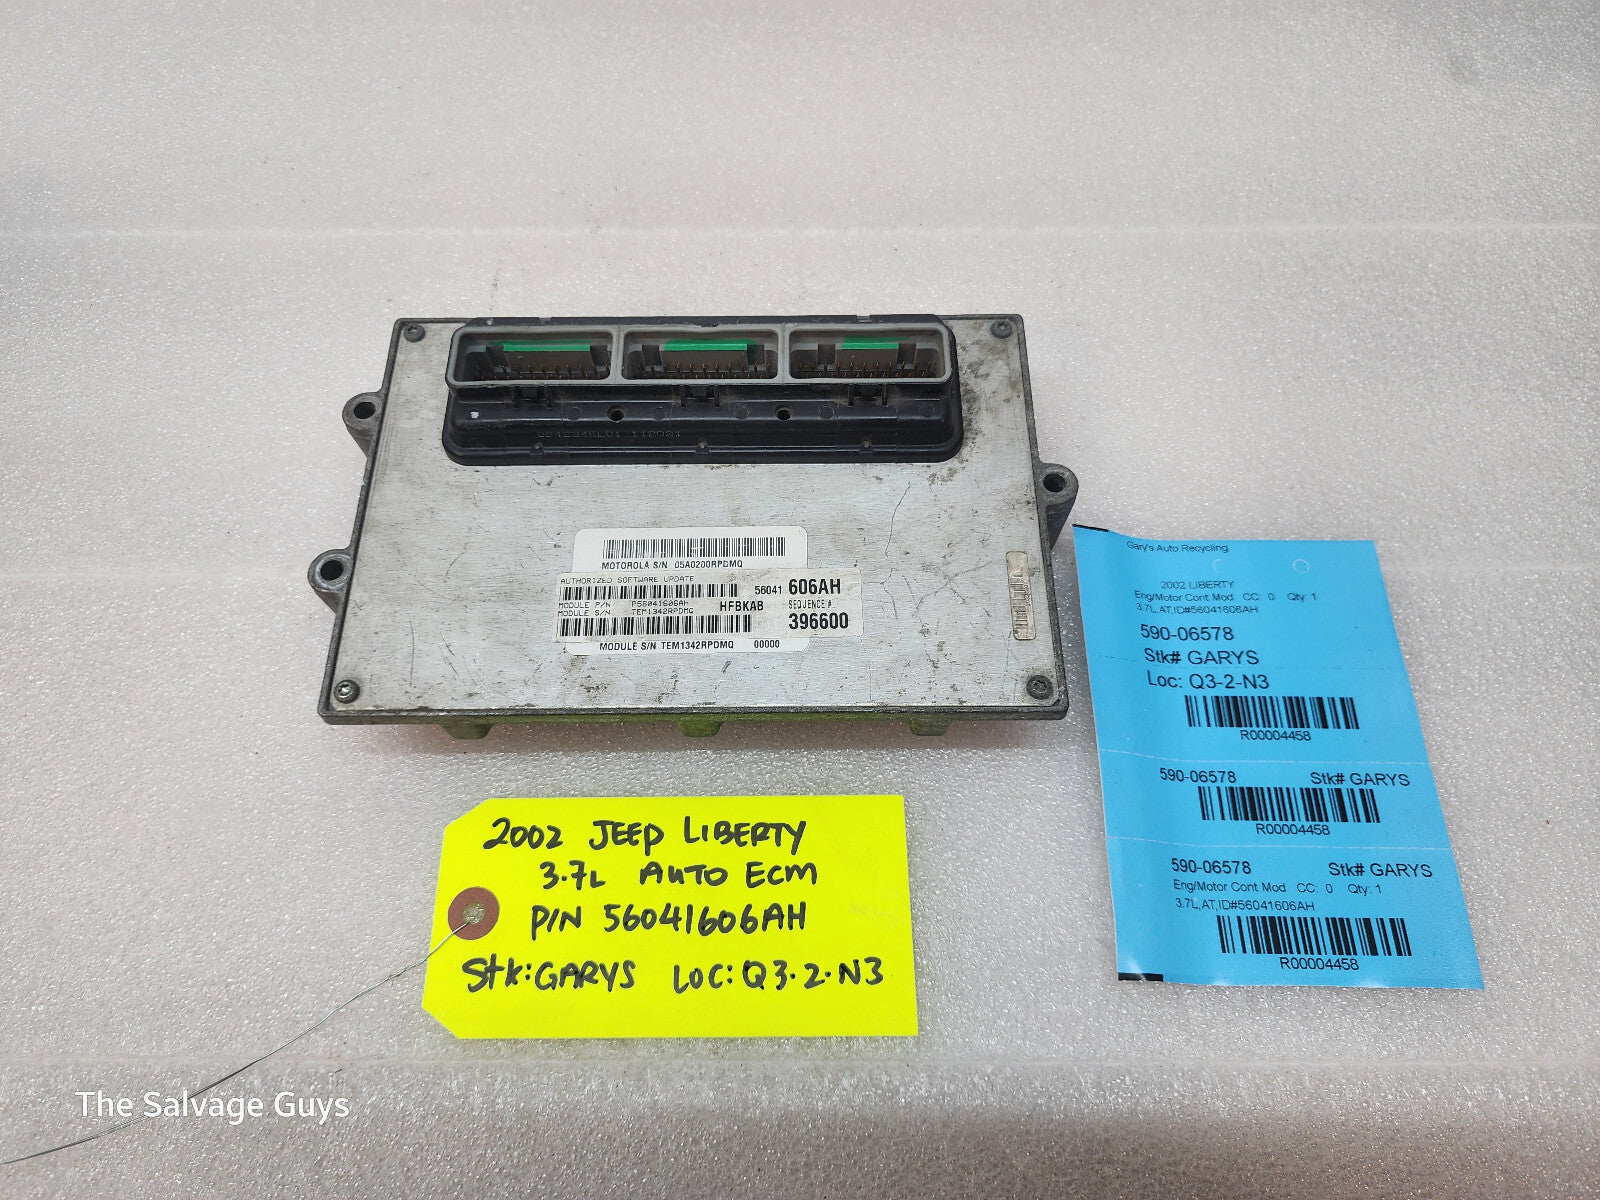 MOTOROLA S/N 05A0200RPDMQ
AUTHORIZED SOFTWARE UPDATE
56041 606AH
MODULE P/N P56041606AH
HFBKAB SEQUENCE #
MODULE S/N TEM1342RPDMQ
396600
MODULE S/N TEM1342RPDMQ 00000
Gary's Auto Recycling
2002 LIBERTY
Eng/Motor Cont Mod CC: 0 Qty: 1
3.7L,AT,ID#56041606AH
590-06578
Stk# GARYS
Loc: Q3-2-N3
R00004458
590-06578 Stk# GARYS
R00004458
590-06578 Stk# GARYS
Eng/Motor Cont Mod CC: 0 Qty: 1
3.7L,AT,ID#56041606AH
R00004458
2002 JEEP LIBERTY
3.7L AUTO ECM
P/N 56041606AH
Stk:GARYS LOC:Q3.2.N3
The Salvage Guys